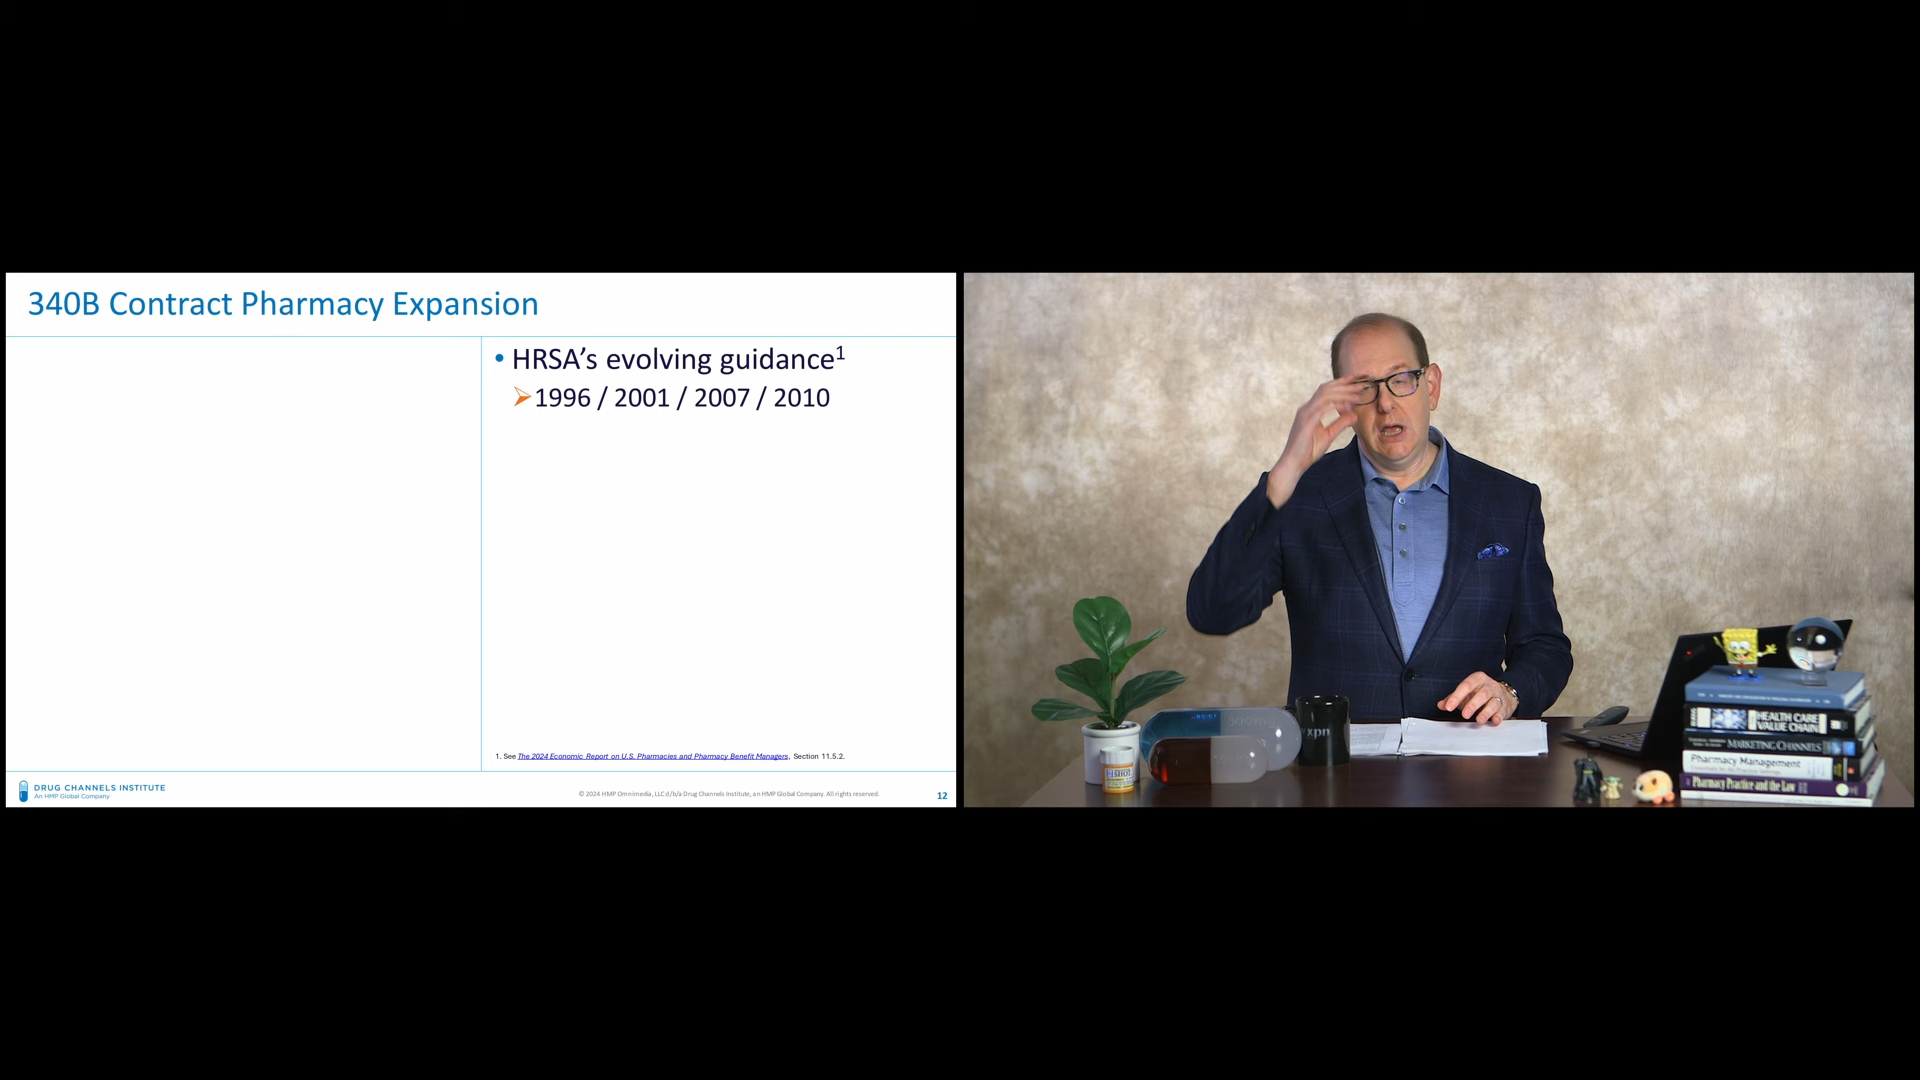 340B Contract Pharmacy Expansion
• HRSA's evolving guidance¹
➢ 1996 / 2001 / 2007 / 2010
1. See The 2024 Economic Report on U.S. Pharmacies and Pharmacy Benefit Managers, Section 11.5.2.
DRUG CHANNELS INSTITUTE
An HMP Global Company
© 2024 HMP Omnimedia, LLC d/b/a Drug Channels Institute, an HMP Global Company. All rights reserved.
12
500mg
xpn
HEALTH CARE
VALUE CHAIN
MARKETING CHANNELS
Pharmacy Management
Pharmacy Practice and the Law